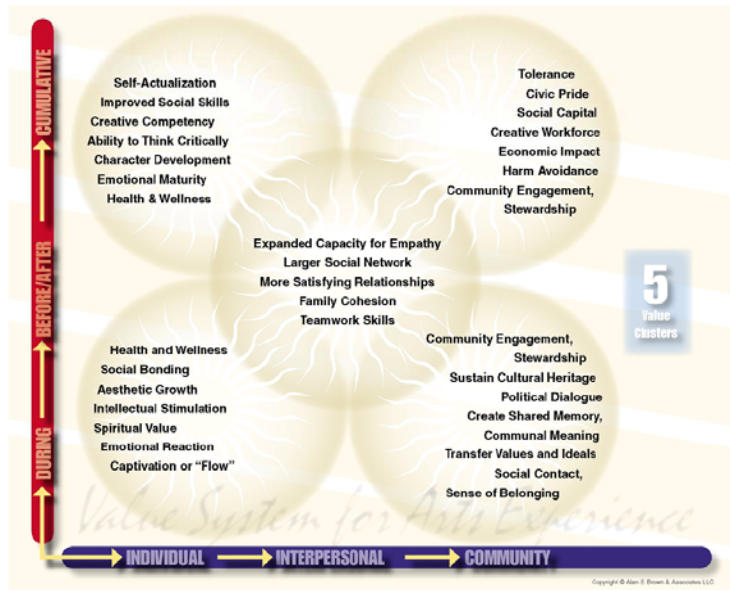 CUMULATIVE
BEFORE/AFTER
DURING
Self-Actualization
Improved Social Skills
Creative Competency
Ability to Think Critically
Character Development
Emotional Maturity
Health & Wellness
Tolerance
Civic Pride
Social Capital
Creative Workforce
Economic Impact
Harm Avoidance
Community Engagement,
Stewardship
Expanded Capacity for Empathy
Larger Social Network
More Satisfying Relationships
Family Cohesion
Teamwork Skills
5
Value
Clusters
Health and Wellness
Social Bonding
Aesthetic Growth
Intellectual Stimulation
Spiritual Value
Emotional Reaction
Captivation or “Flow”
Community Engagement,
Stewardship
Sustain Cultural Heritage
Political Dialogue
Create Shared Memory,
Communal Meaning
Transfer Values and Ideals
Social Contact,
Sense of Belonging
Value System for Arts Experience
INDIVIDUAL
INTERPERSONAL
COMMUNITY
Copyright © Alan S Brown & Associates LLC